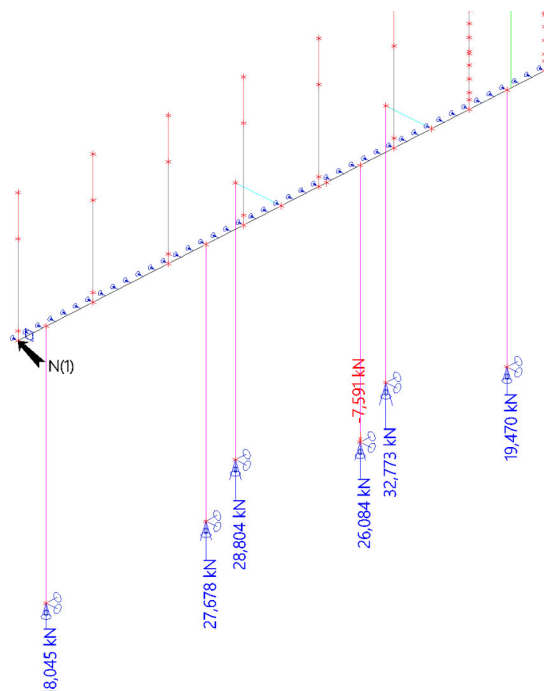 N(1)
-7,591 kN
19,470 kN
32,773 kN
26,084 kN
28,804 kN
27,678 kN
8,045 kN